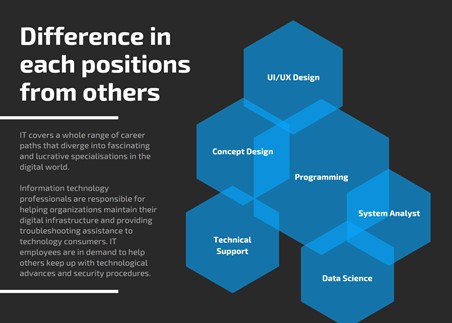 Difference in
each positions
from others
IT covers a whole range of career
paths that diverge into fascinating
and lucrative specialisations in the
digital world.
Information technology
professionals are responsible for
helping organizations maintain their
digital infrastructure and providing
troubleshooting assistance to
technology consumers. IT
employees are in demand to help
others keep up with technological
advances and security procedures.
UI/UX Design
Concept Design
Programming
System Analyst
Technical
Support
Data Science